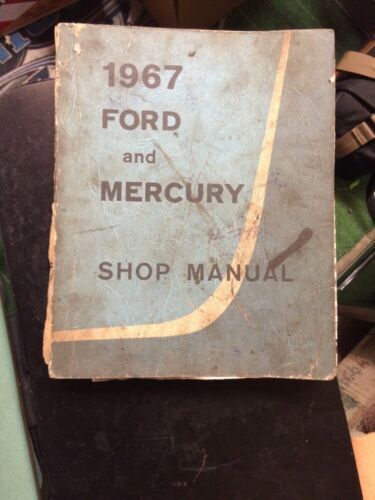 1967
FORD
and
MERCURY
SHOP MANUAL